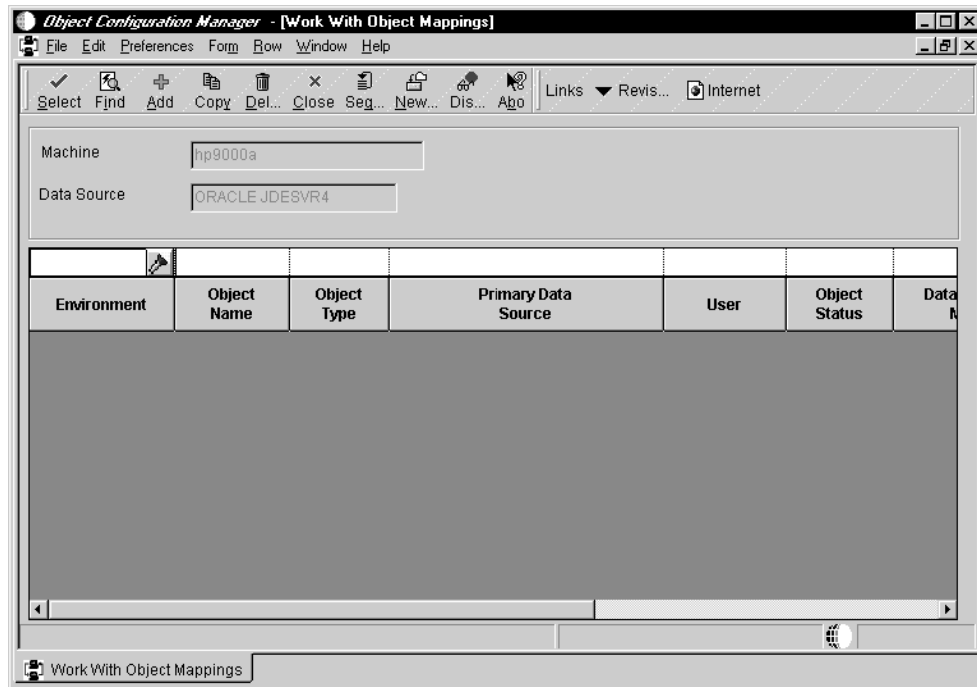 Object Configuration Manager - [Work With Object Mappings]
File Edit Preferences Form Row Window Help
Select Find Add Copy Del... Close Seq... New... Dis... Abo Links Revis... Internet
Machine hp9000a
Data Source ORACLE JDESVR4
Environment Object Name Object Type Primary Data Source User Object Status Data
Work With Object Mappings